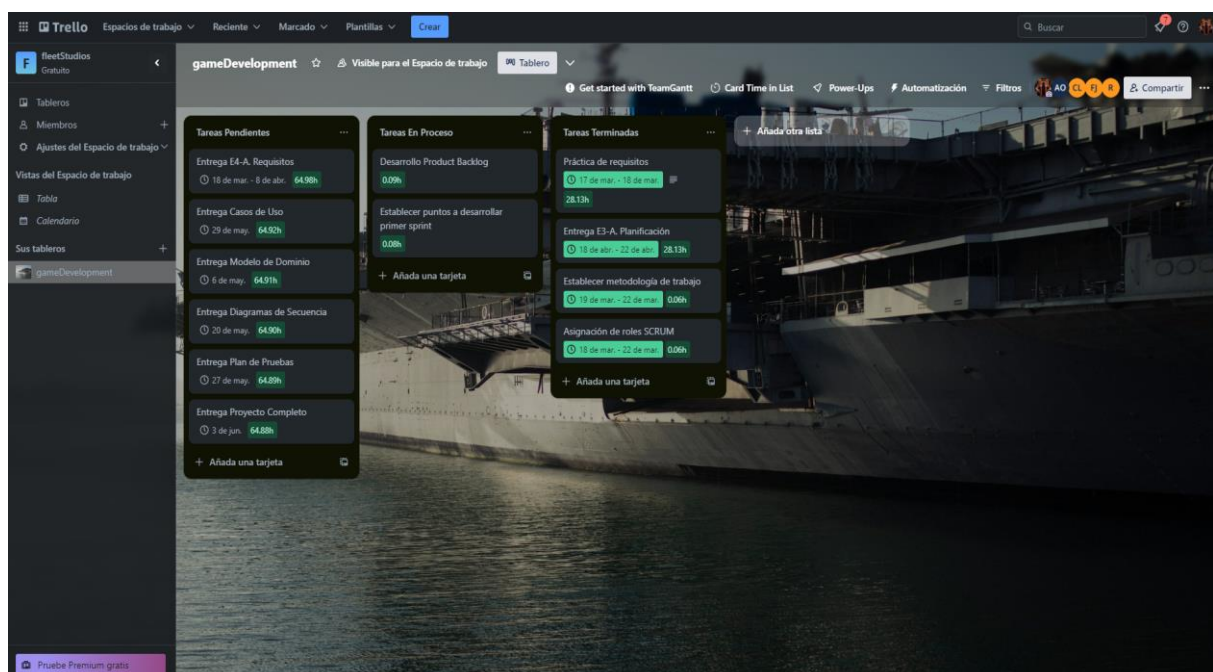 Trello Espacios de trabajo Reciente Marcado Plantillas Crear Buscar 7
F fleetStudios
Gratuito
Tableros
Miembros
Ajustes del Espacio de trabajo
Vistas del Espacio de trabajo
Tabla
Calendario
Sus tableros
gameDevelopment
Pruebe Premium gratis
gameDevelopment Visible para el Espacio de trabajo Tablero
Get started with TeamGantt Card Time in List Power-Ups Automatización Filtros AO CL FJ R Compartir
Tareas Pendientes
Entrega E4-A. Requisitos
18 de mar. - 8 de abr. 64.98h
Entrega Casos de Uso
29 de may. 64.92h
Entrega Modelo de Dominio
6 de may. 64.91h
Entrega Diagramas de Secuencia
20 de may. 64.90h
Entrega Plan de Pruebas
27 de may. 64.89h
Entrega Proyecto Completo
3 de jun. 64.88h
+ Añada una tarjeta
Tareas En Proceso
Desarrollo Product Backlog
0.09h
Establecer puntos a desarrollar
primer sprint
0.08h
+ Añada una tarjeta
Tareas Terminadas
Práctica de requisitos
17 de mar. - 18 de mar.
28.13h
Entrega E3-A. Planificación
18 de abr. - 22 de abr. 28.13h
Establecer metodología de trabajo
19 de mar. - 22 de mar. 0.06h
Asignación de roles SCRUM
18 de mar. - 22 de mar. 0.06h
+ Añada una tarjeta
+ Añada otra lista